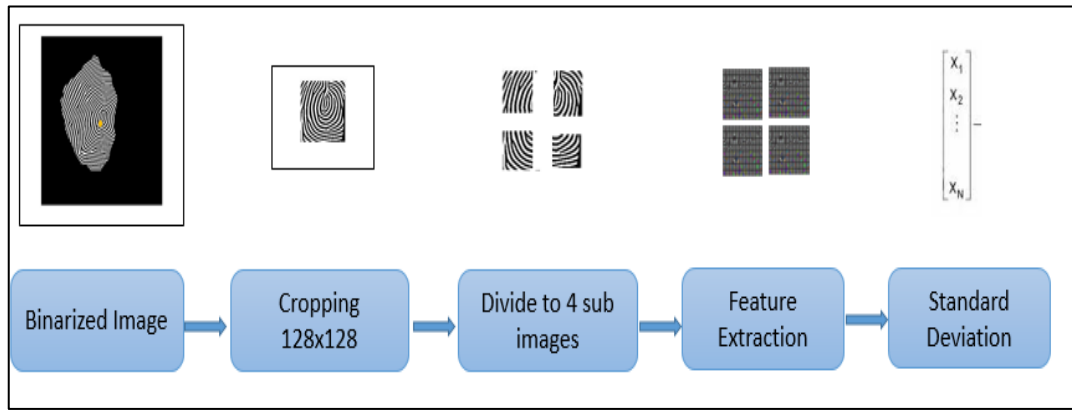 X1
X2
⋮
XN
Binarized Image
Cropping
128x128
Divide to 4 sub
images
Feature
Extraction
Standard
Deviation